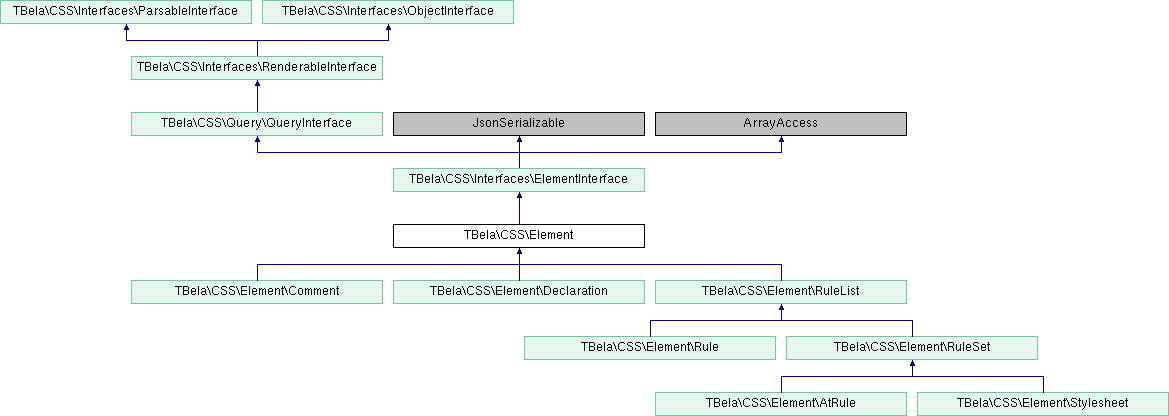 TBela\CSS\Interfaces\ParsableInterface
TBela\CSS\Interfaces\ObjectInterface
TBela\CSS\Interfaces\RenderableInterface
TBela\CSS\Query\QueryInterface
JsonSerializable
ArrayAccess
TBela\CSS\Interfaces\ElementInterface
TBela\CSS\Element
TBela\CSS\Element\Comment
TBela\CSS\Element\Declaration
TBela\CSS\Element\RuleList
TBela\CSS\Element\Rule
TBela\CSS\Element\RuleSet
TBela\CSS\Element\AtRule
TBela\CSS\Element\Stylesheet